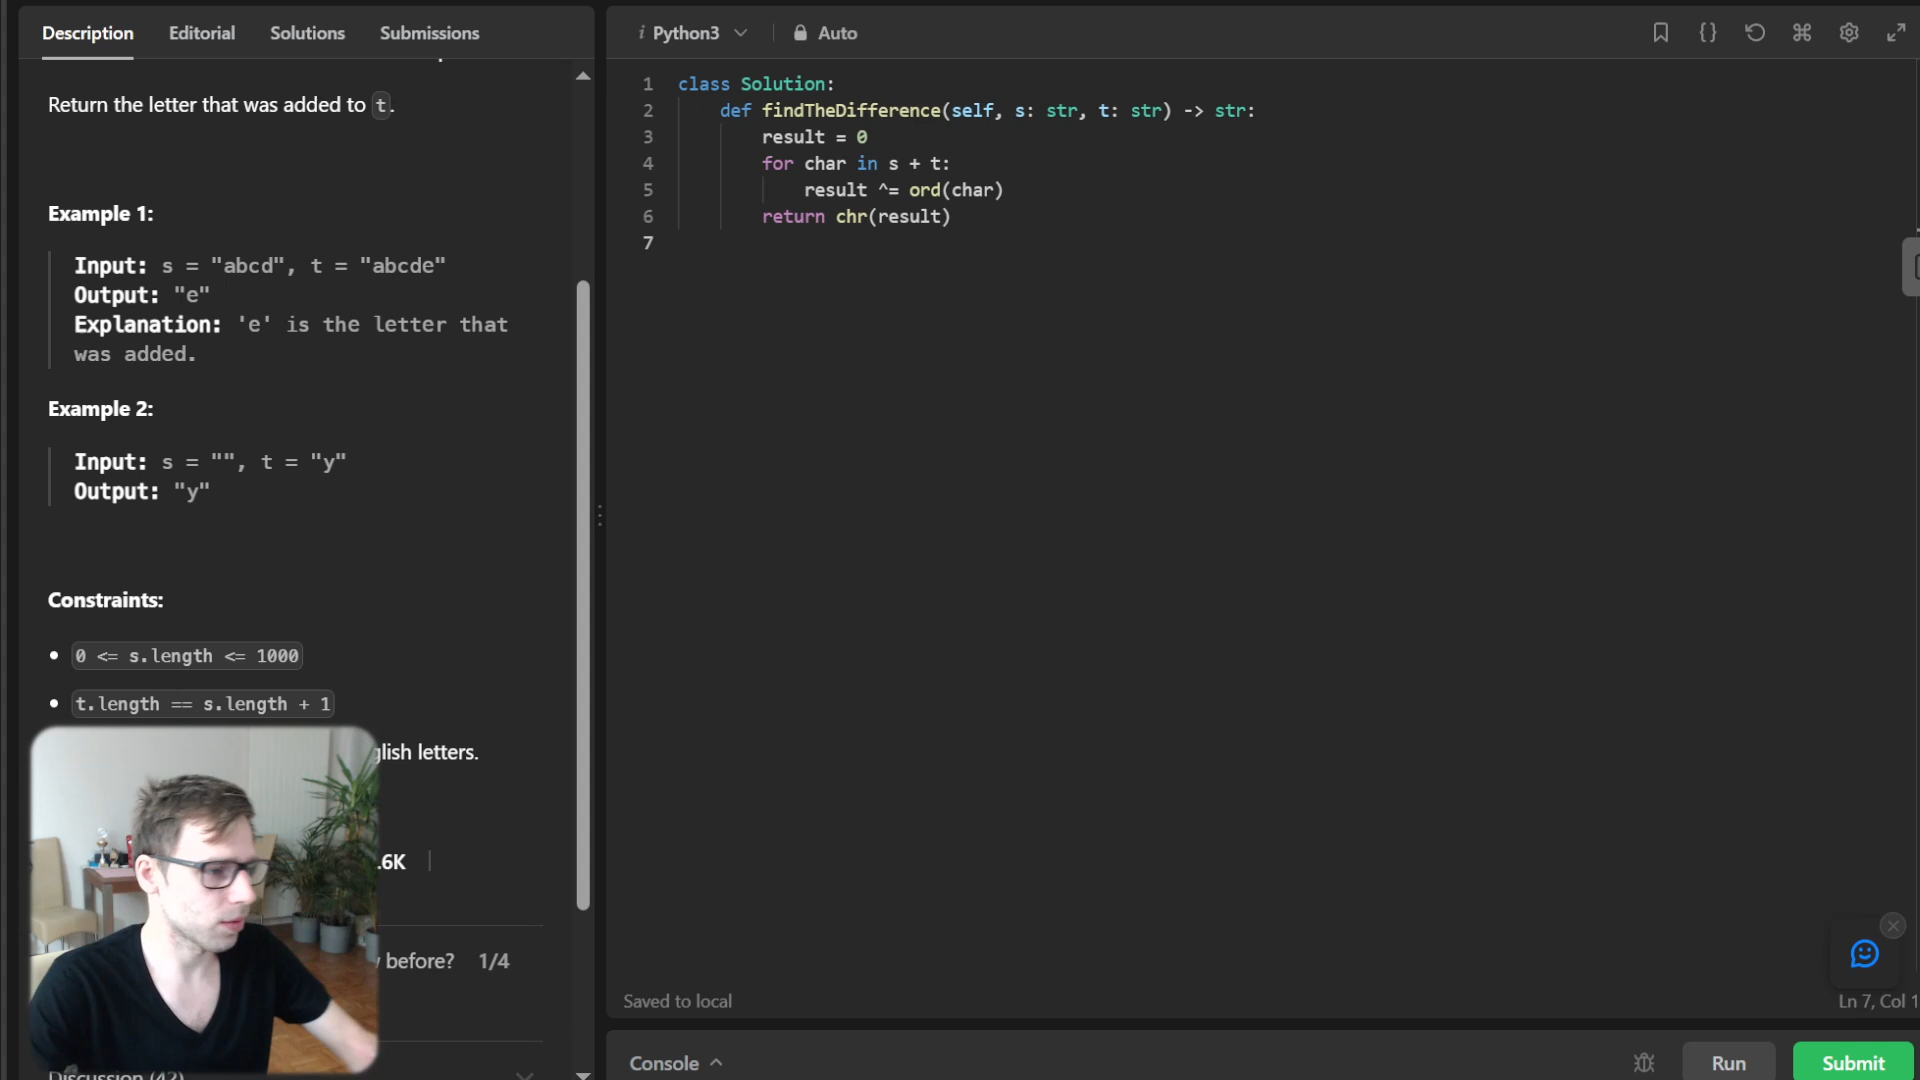 Description Editorial Solutions Submissions
Return the letter that was added to t.
Example 1:
Input: s = "abcd", t = "abcde"
Output: "e"
Explanation: 'e' is the letter that
was added.
Example 2:
Input: s = "", t = "y"
Output: "y"
Constraints:
0 <= s.length <= 1000
t.length == s.length + 1
glish letters.
.6K
before? 1/4
Discussion (42)
i Python3 Auto
1 class Solution:
2 def findTheDifference(self, s: str, t: str) -> str:
3 result = 0
4 for char in s + t:
5 result ^= ord(char)
6 return chr(result)
7
Saved to local
Ln 7, Col 1
Console
Run
Submit